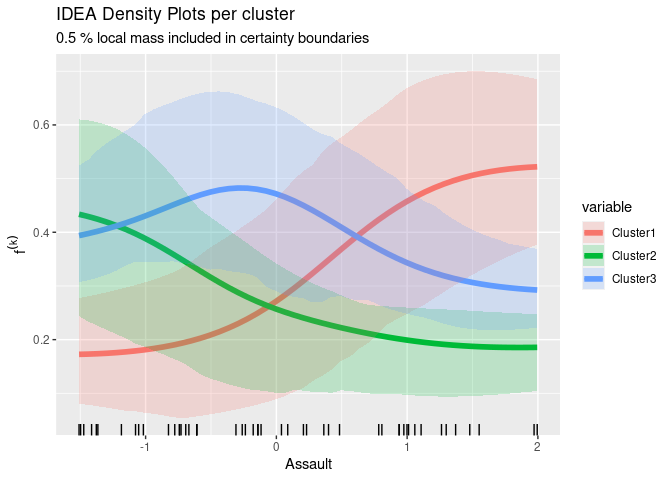 IDEA Density Plots per cluster
0.5 % local mass included in certainty boundaries
0.6
0.4
0.2
f(k)
-1
0
1
2
Assault
variable
Cluster1
Cluster2
Cluster3